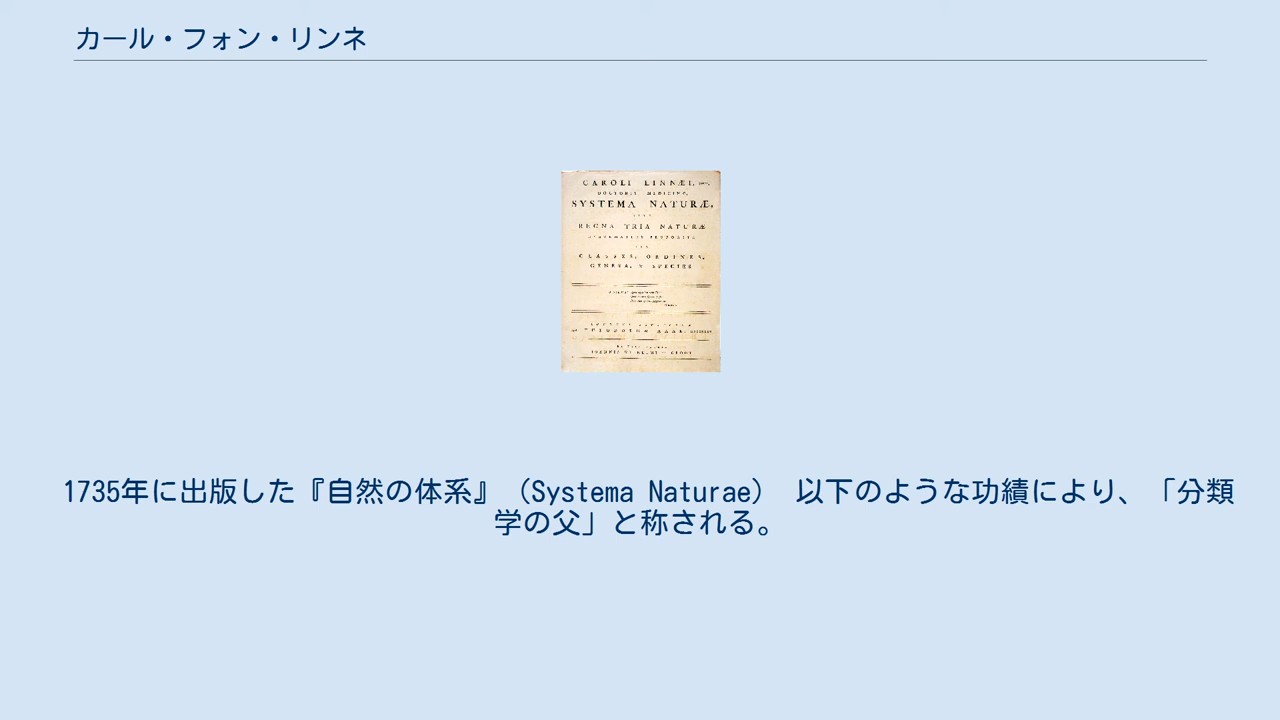 カール・フォン・リンネ
CAROLI LINNÆI,
SYSTEMA NATURÆ,
REGNA TRIA NATURÆ
CLASSES, ORDINES,
GENERA, & SPECIES
1735年に出版した『自然の体系』（Systema Naturae） 以下のような功績により、「分類
学の父」と称される。